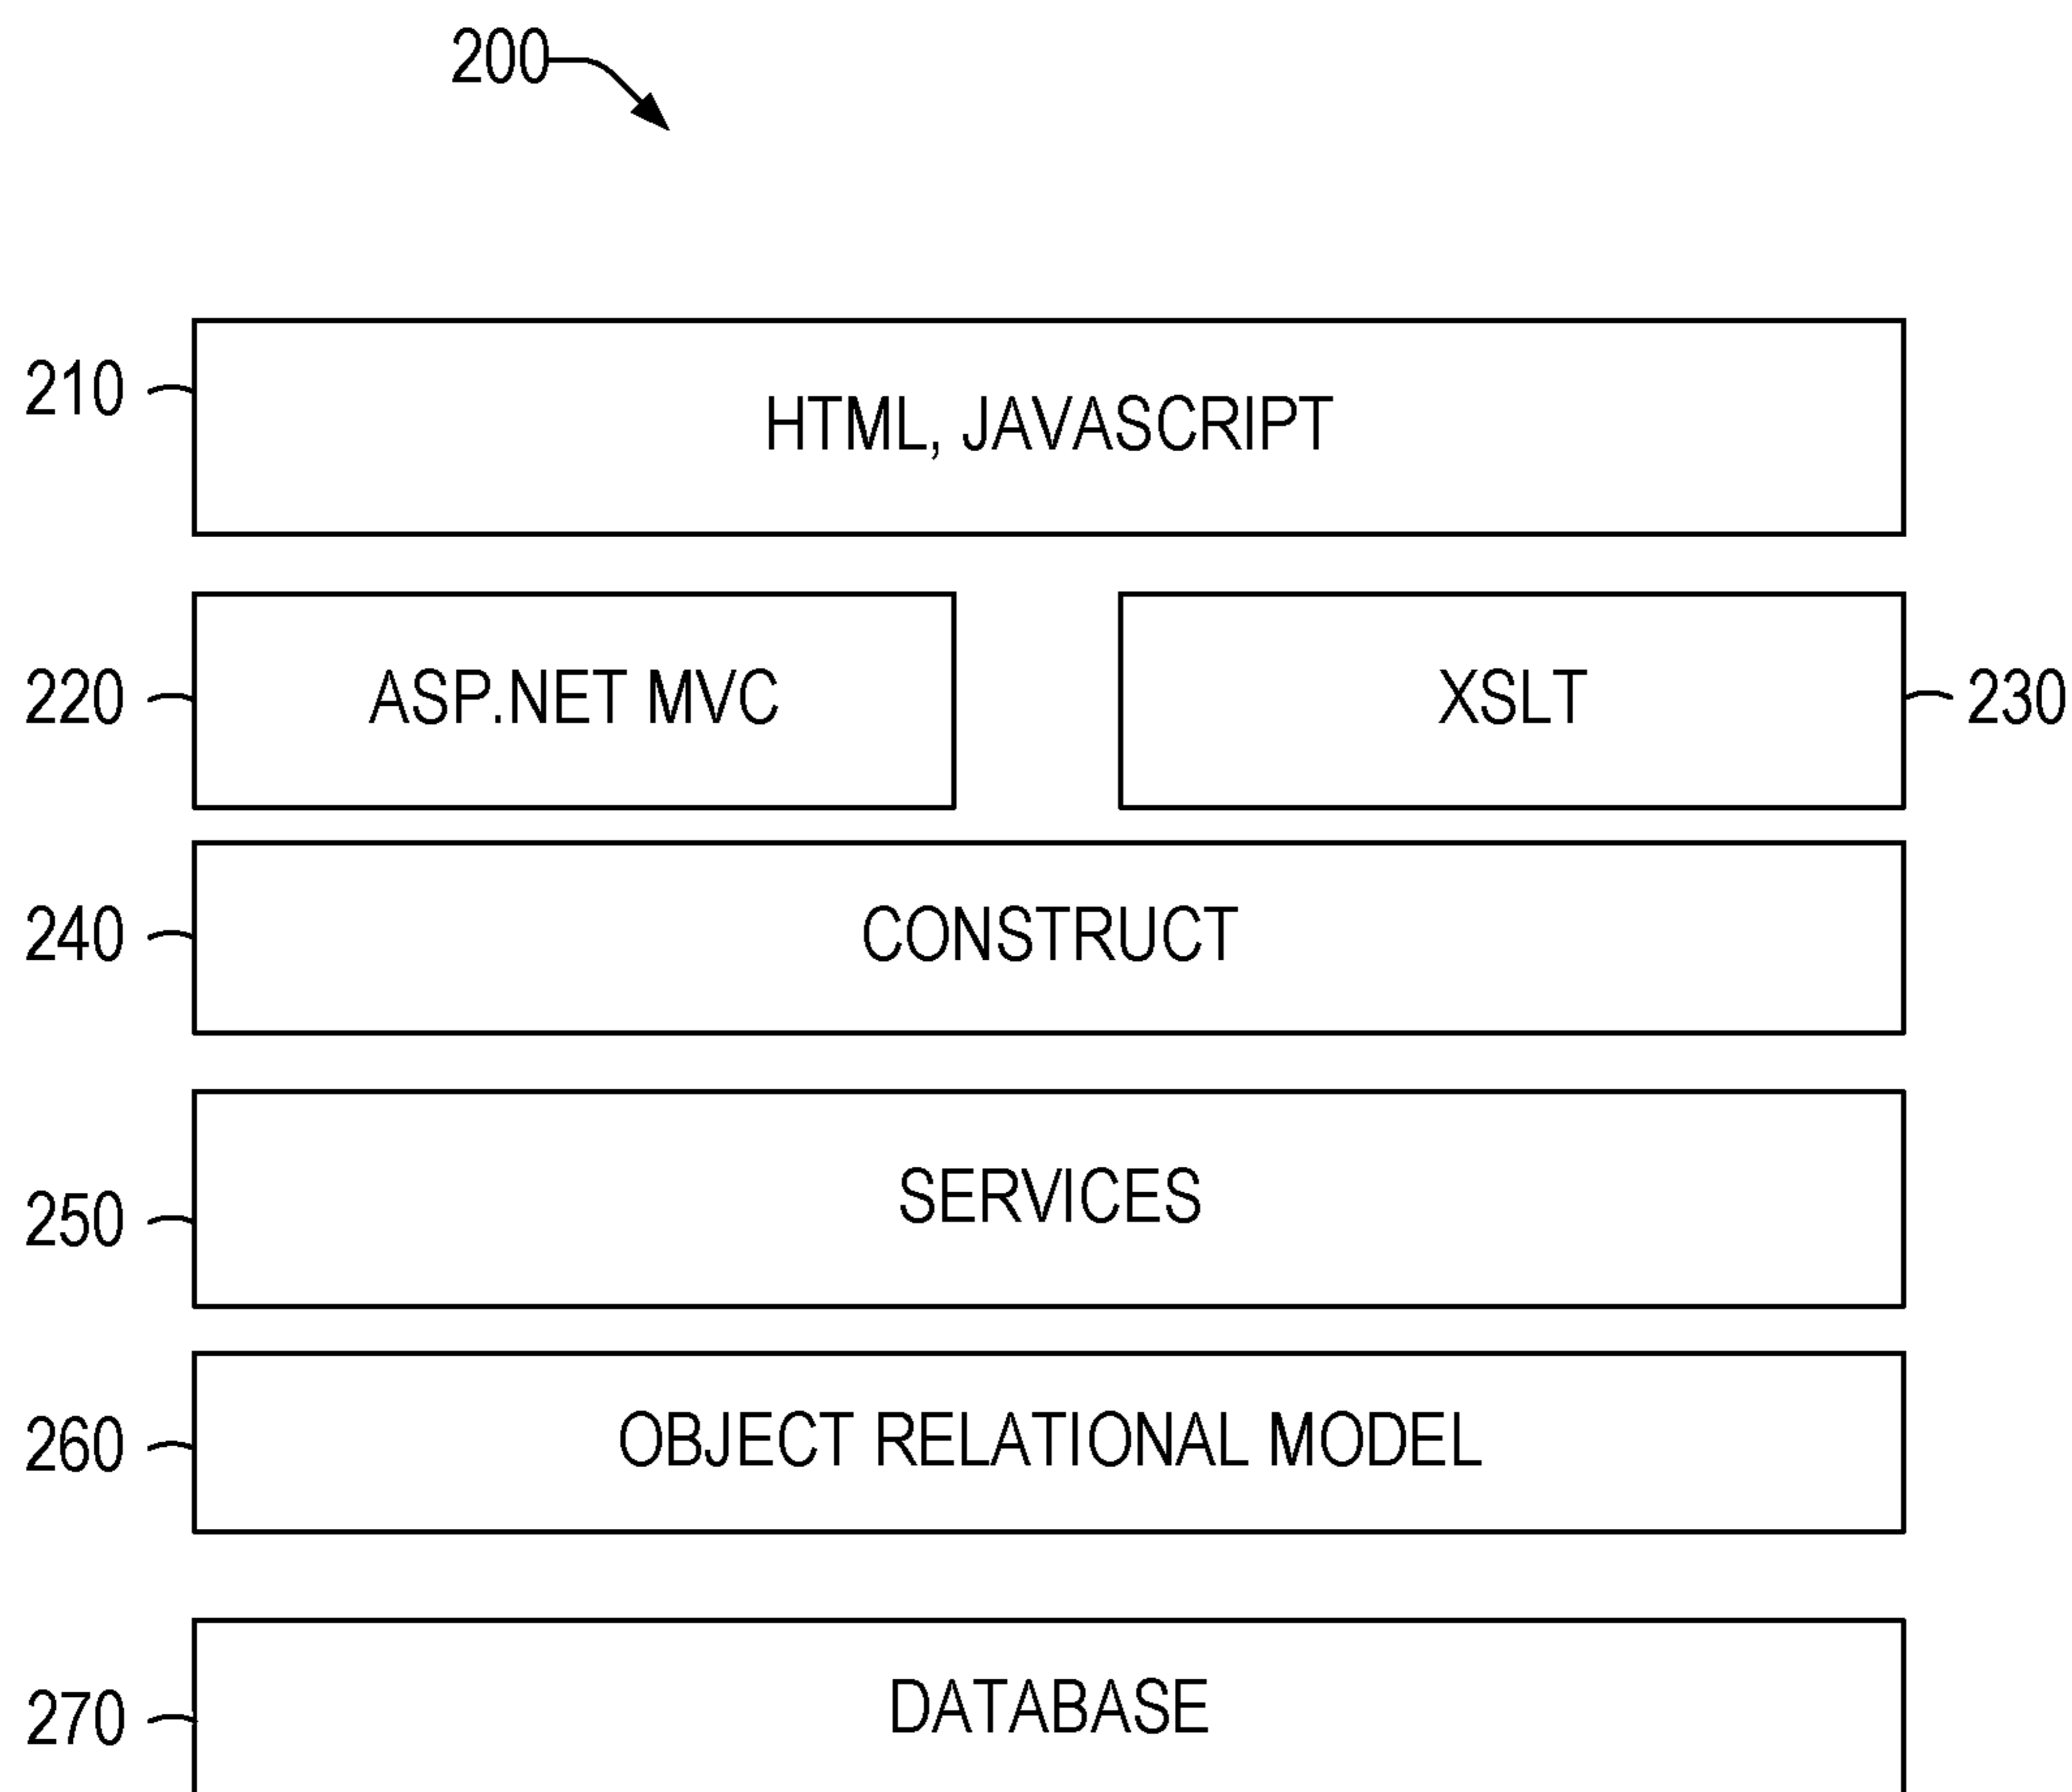 200
210
HTML, JAVASCRIPT
220
ASP.NET MVC
XSLT
230
240
CONSTRUCT
250
SERVICES
260
OBJECT RELATIONAL MODEL
270
DATABASE